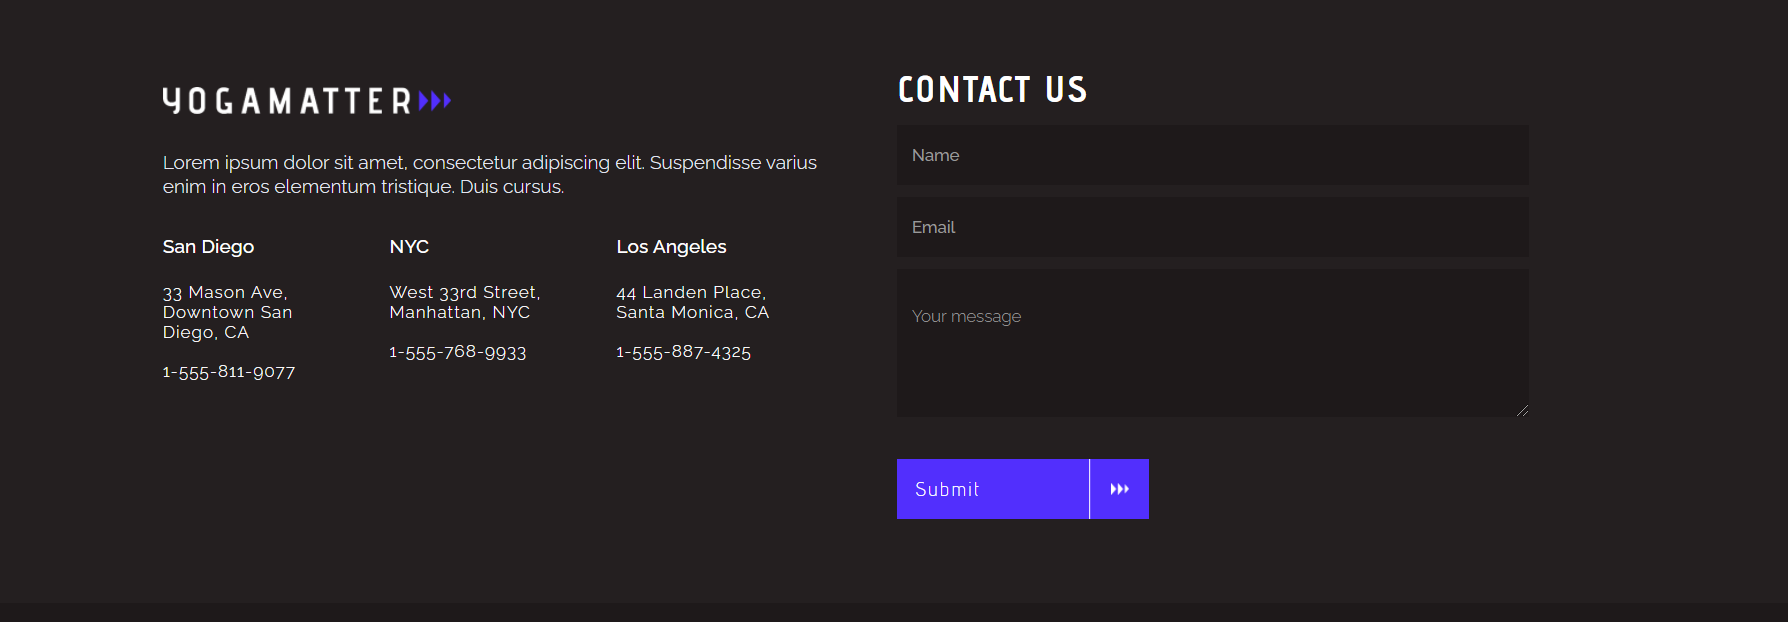 YOGAMATTER
Lorem ipsum dolor sit amet, consectetur adipiscing elit. Suspendisse varius
enim in eros elementum tristique. Duis cursus.
San Diego
33 Mason Ave,
Downtown San
Diego, CA
1-555-811-9077
NYC
West 33rd Street,
Manhattan, NYC
1-555-768-9933
Los Angeles
44 Landen Place,
Santa Monica, CA
1-555-887-4325
CONTACT US
Name
Email
Your message
Submit